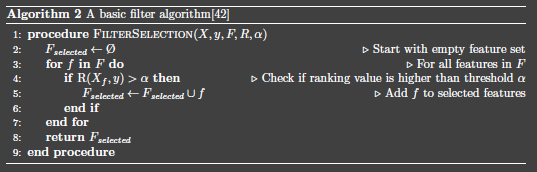 Algorithm 2 A basic filter algorithm[42]
1: procedure FILTERSELECTION(X, y, F, R, α)
2: F_selected ← Ø ▷ Start with empty feature set
3: for f in F do ▷ For all features in F
4: if R(X_f, y) > α then ▷ Check if ranking value is higher than threshold α
5: F_selected ← F_selected ∪ f ▷ Add f to selected features
6: end if
7: end for
8: return F_selected
9: end procedure